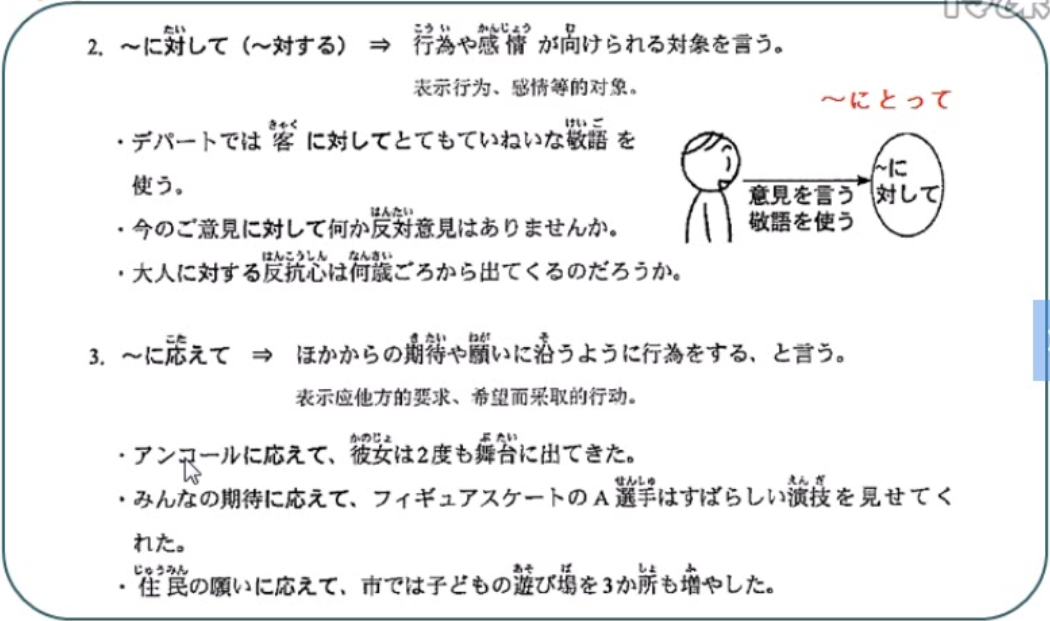 2. ～に対して（～対する） ⇒ 行為や感情が向けられる対象を言う。
表示行为、感情等的对象。
～にとって
・デパートでは客に対してとてもていねいな敬語を
使う。
・今のご意見に対して何か反対意見はありませんか。
・大人に対する反抗心は何歳ごろから出てくるのだろうか。
意見を言う
敬語を使う
～に
対して
3. ～に応えて ⇒ ほかからの期待や願いに沿うように行為をする、と言う。
表示应他方的要求、希望而采取的行动。
・アンコールに応えて、彼女は2度も舞台に出てきた。
・みんなの期待に応えて、フィギュアスケートのA選手はすばらしい演技を見せてく
れた。
・住民の願いに応えて、市では子どもの遊び場を3か所も増やした。